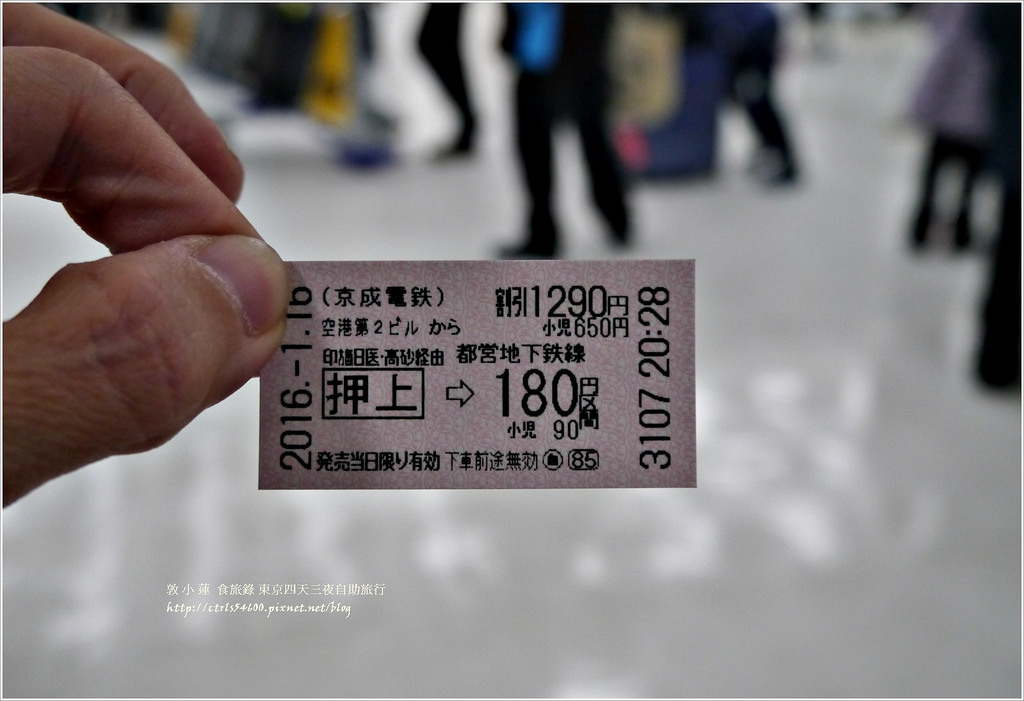 2016.-1.16
(京成電鉄)
割引1290円
空港第2ビル から
小児650円
印旛日医・高砂経由 都営地下鉄線
押上 ⇨ 180円区間
小児 90
発売当日限り有効 下車前途無効 85
3107 20:28
敦小蓮 食旅錄 東京四天三夜自助旅行
http://ctrls54600.pixnet.net/blog